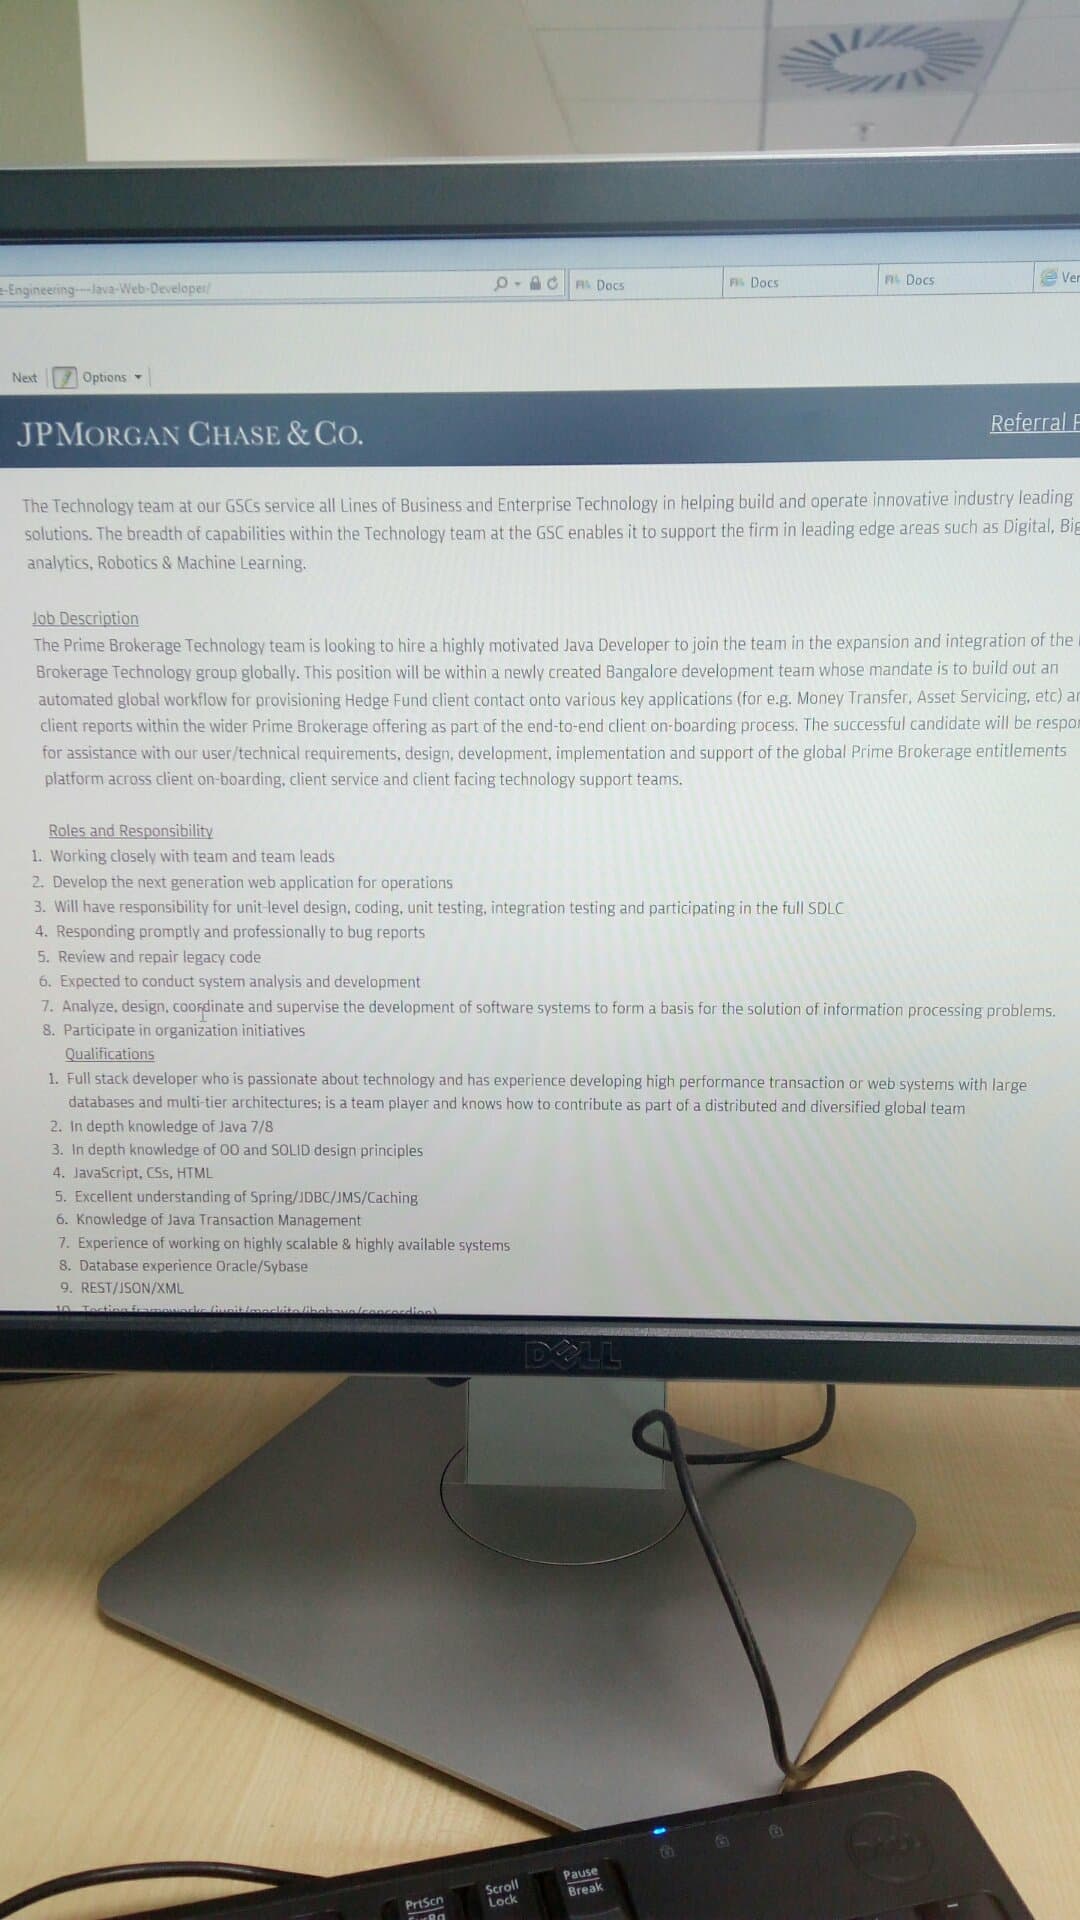 e-Engineering---Java-Web-Developer/
Docs
Docs
Docs
Ver
Next
Options
JPMORGAN CHASE & CO.
Referral F
The Technology team at our GSCs service all Lines of Business and Enterprise Technology in helping build and operate innovative industry leading
solutions. The breadth of capabilities within the Technology team at the GSC enables it to support the firm in leading edge areas such as Digital, Big
analytics, Robotics & Machine Learning.
Job Description
The Prime Brokerage Technology team is looking to hire a highly motivated Java Developer to join the team in the expansion and integration of the
Brokerage Technology group globally. This position will be within a newly created Bangalore development team whose mandate is to build out an
automated global workflow for provisioning Hedge Fund client contact onto various key applications (for e.g. Money Transfer, Asset Servicing, etc) ar
client reports within the wider Prime Brokerage offering as part of the end-to-end client on-boarding process. The successful candidate will be respon
for assistance with our user/technical requirements, design, development, implementation and support of the global Prime Brokerage entitlements
platform across client on-boarding, client service and client facing technology support teams.
Roles and Responsibility
1. Working closely with team and team leads
2. Develop the next generation web application for operations
3. Will have responsibility for unit-level design, coding, unit testing, integration testing and participating in the full SDLC
4. Responding promptly and professionally to bug reports
5. Review and repair legacy code
6. Expected to conduct system analysis and development
7. Analyze, design, coordinate and supervise the development of software systems to form a basis for the solution of information processing problems.
8. Participate in organization initiatives
Qualifications
1. Full stack developer who is passionate about technology and has experience developing high performance transaction or web systems with large
databases and multi-tier architectures; is a team player and knows how to contribute as part of a distributed and diversified global team
2. In depth knowledge of Java 7/8
3. In depth knowledge of OO and SOLID design principles
4. JavaScript, CSs, HTML
5. Excellent understanding of Spring/JDBC/JMS/Caching
6. Knowledge of Java Transaction Management
7. Experience of working on highly scalable & highly available systems
8. Database experience Oracle/Sybase
9. REST/JSON/XML
10. Testing frameworks (junit/mockito/jbehave/concordion)
DELL
PrtScn
SysRq
Scroll
Lock
Pause
Break